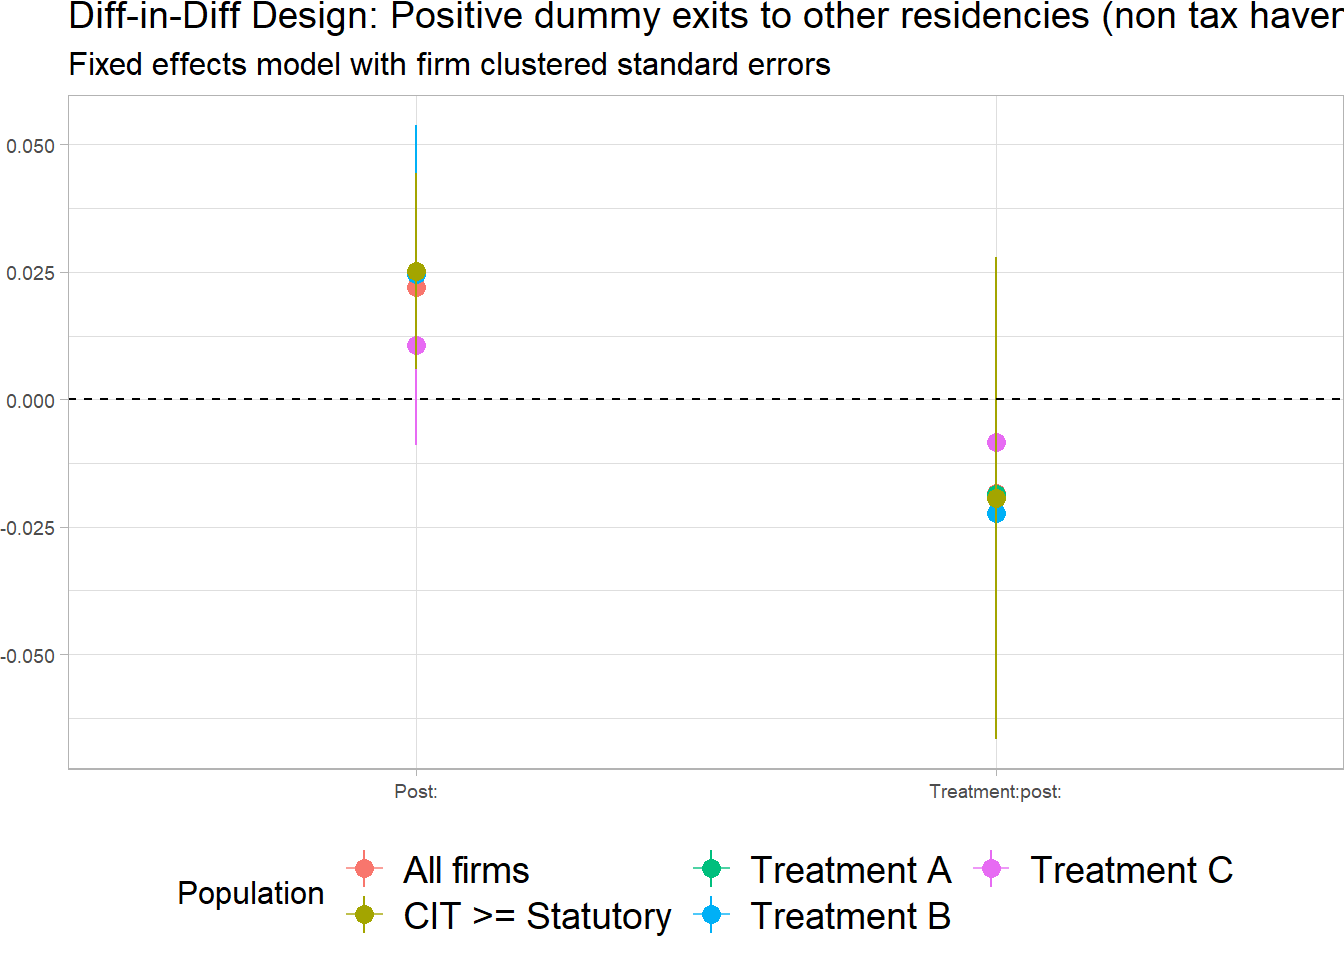 Diff-in-Diff Design: Positive dummy exits to other residencies (non tax haven
Fixed effects model with firm clustered standard errors
0.050
0.025
0.000
-0.025
-0.050
Post:
Treatment:post:
Population
All firms
Treatment A
Treatment C
CIT >= Statutory
Treatment B